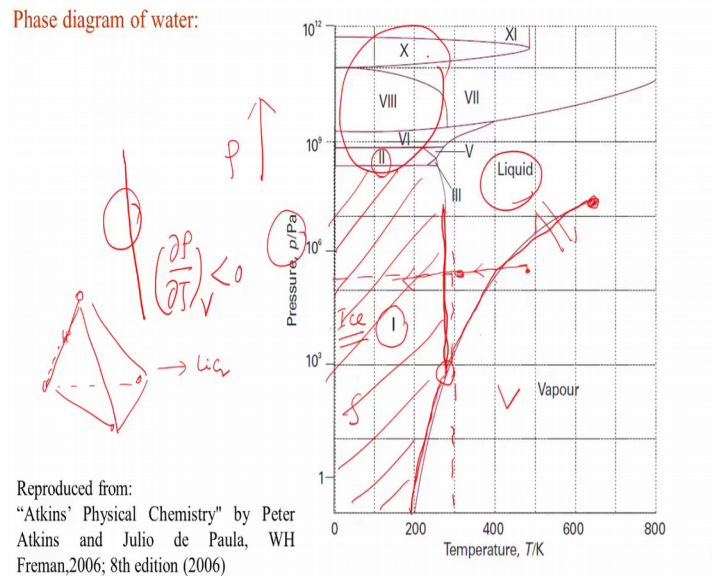 Phase diagram of water:
10¹²
XI
X
VIII
VII
P
VI
10⁹
V
II
Liquid
III
Pressure, p/Pa
10⁶
(∂P/∂T)V < 0
Ice
I
10³
V
Vapour
S
1
Reproduced from:
“Atkins’ Physical Chemistry" by Peter
Atkins and Julio de Paula, WH
Freman,2006; 8th edition (2006)
0 200 400 600 800
Temperature, T/K